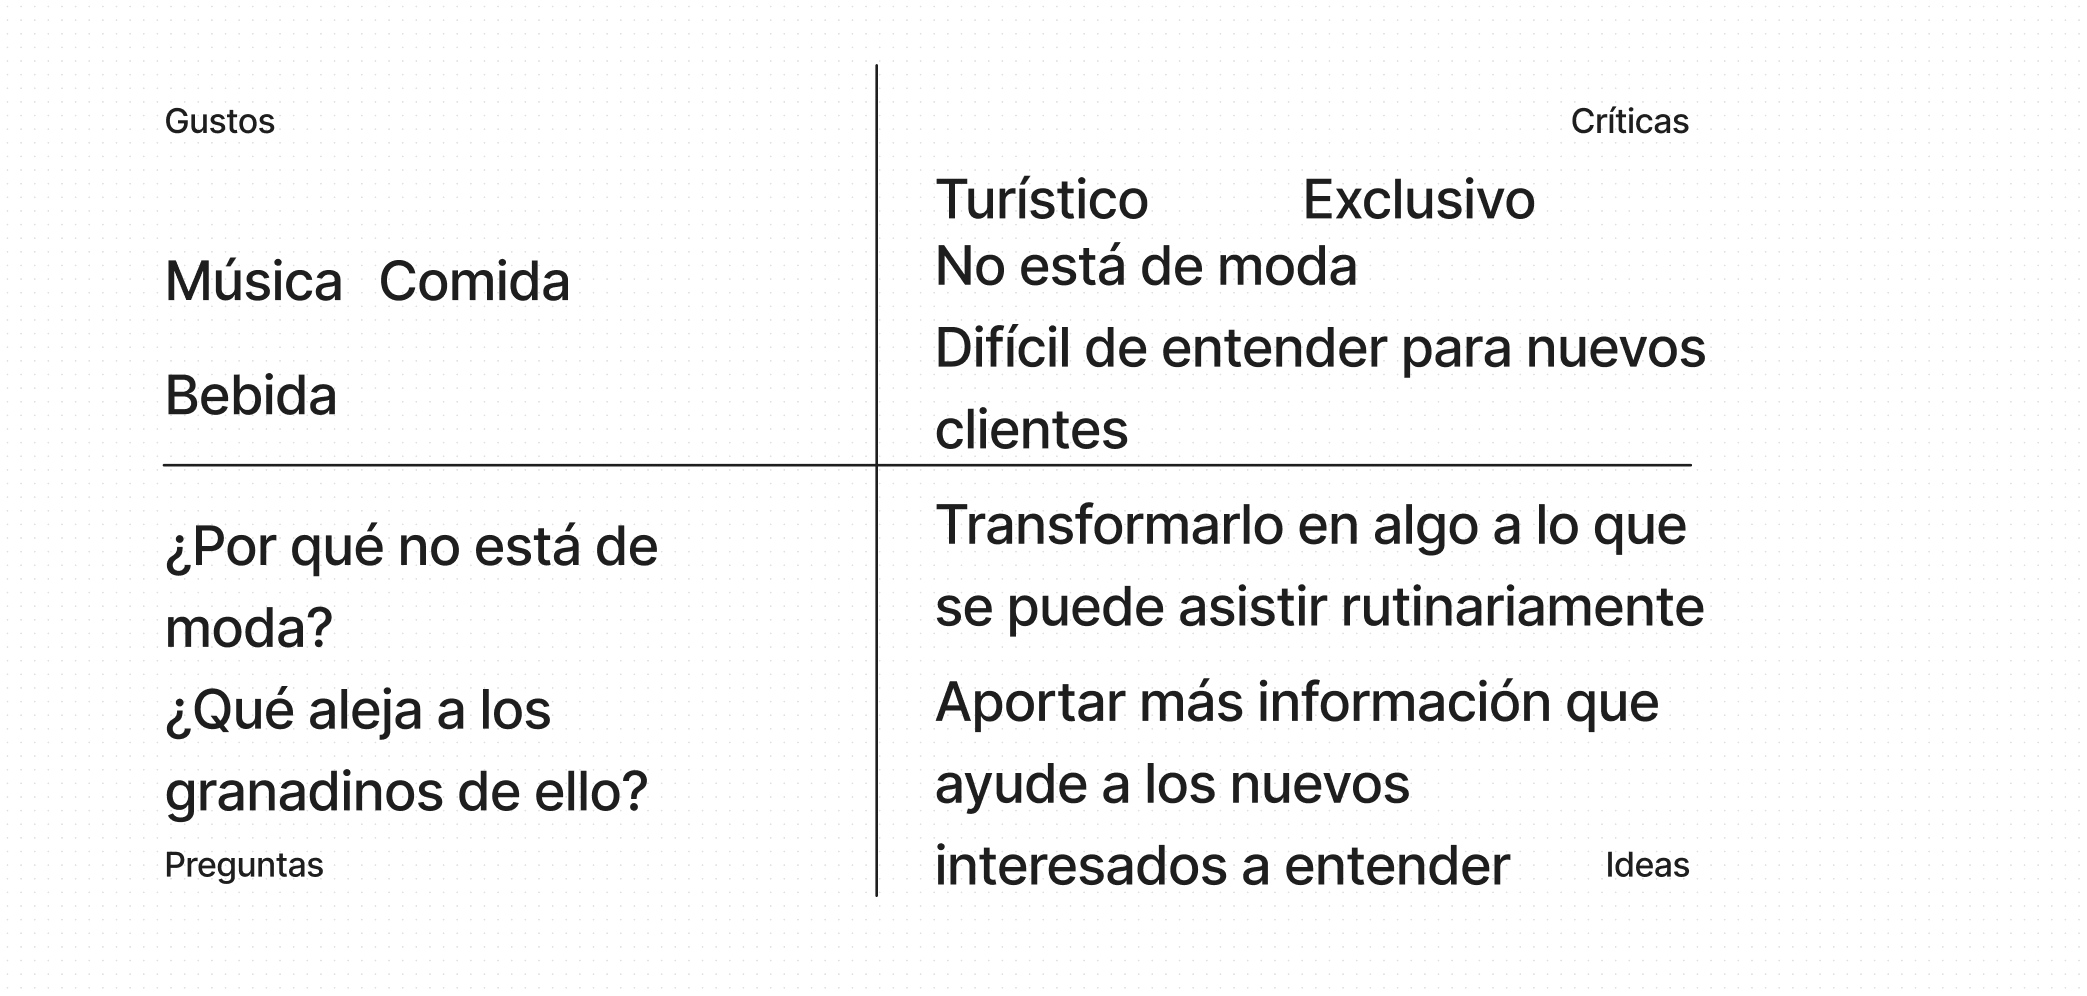 Gustos
Críticas
Música Comida
Bebida
Turístico Exclusivo
No está de moda
Difícil de entender para nuevos
clientes
¿Por qué no está de
moda?
¿Qué aleja a los
granadinos de ello?
Preguntas
Transformarlo en algo a lo que
se puede asistir rutinariamente
Aportar más información que
ayude a los nuevos
interesados a entender
Ideas